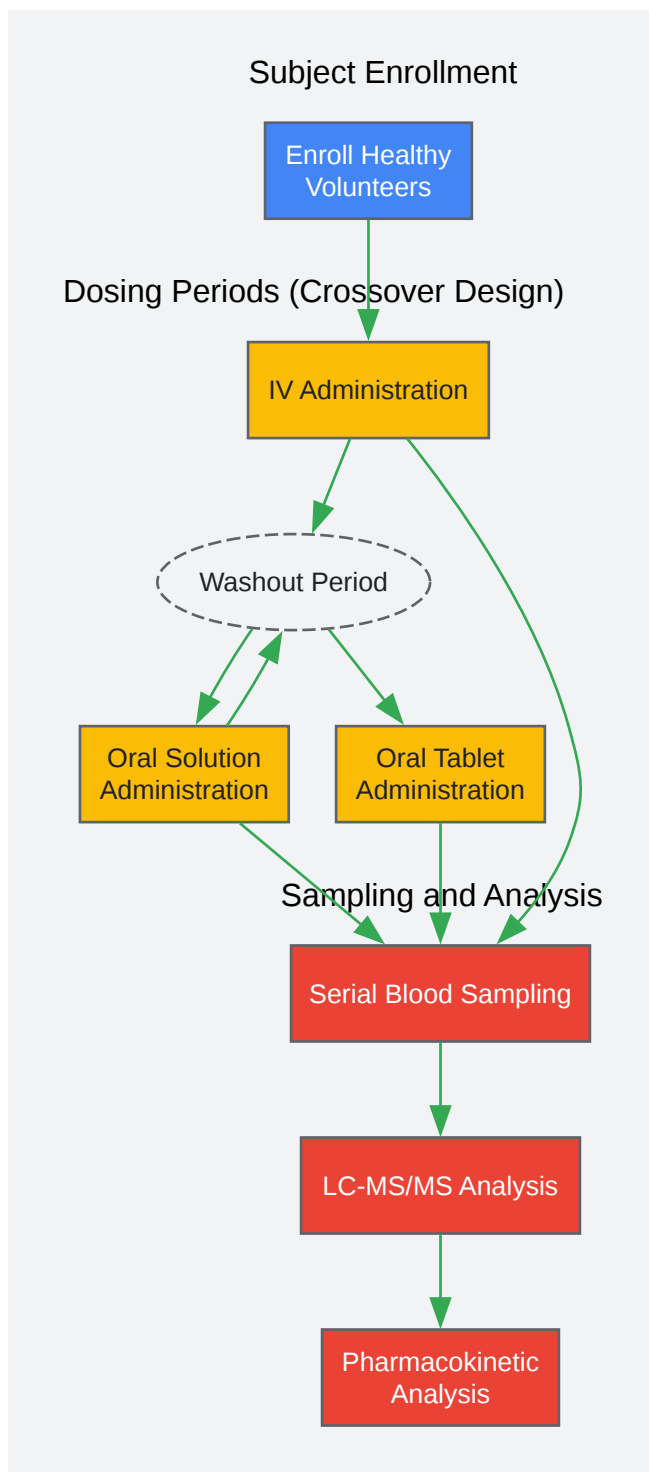 Subject Enrollment
Enroll Healthy
Volunteers
Dosing Periods (Crossover Design)
IV Administration
Washout Period
Oral Solution
Administration
Oral Tablet
Administration
Sampling and Analysis
Serial Blood Sampling
LC-MS/MS Analysis
Pharmacokinetic
Analysis